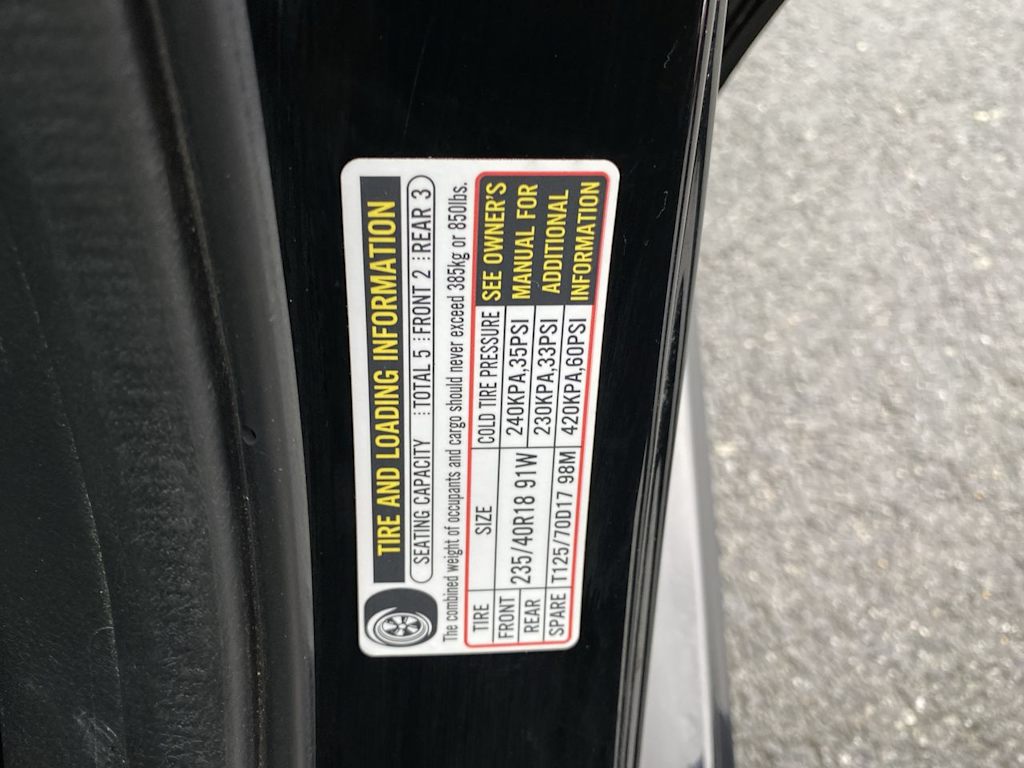 TIRE AND LOADING INFORMATION
SEATING CAPACITY : TOTAL 5 : FRONT 2 : REAR 3
The combined weight of occupants and cargo should never exceed 385kg or 850lbs.
TIRE SIZE COLD TIRE PRESSURE
FRONT 235/40R18 91W 240KPA,35PSI
REAR 230KPA,33PSI
SPARE T125/70D17 98M 420KPA,60PSI
SEE OWNER'S
MANUAL FOR
ADDITIONAL
INFORMATION